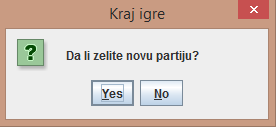 Kraj igre
Da li zelite novu partiju?
Yes No